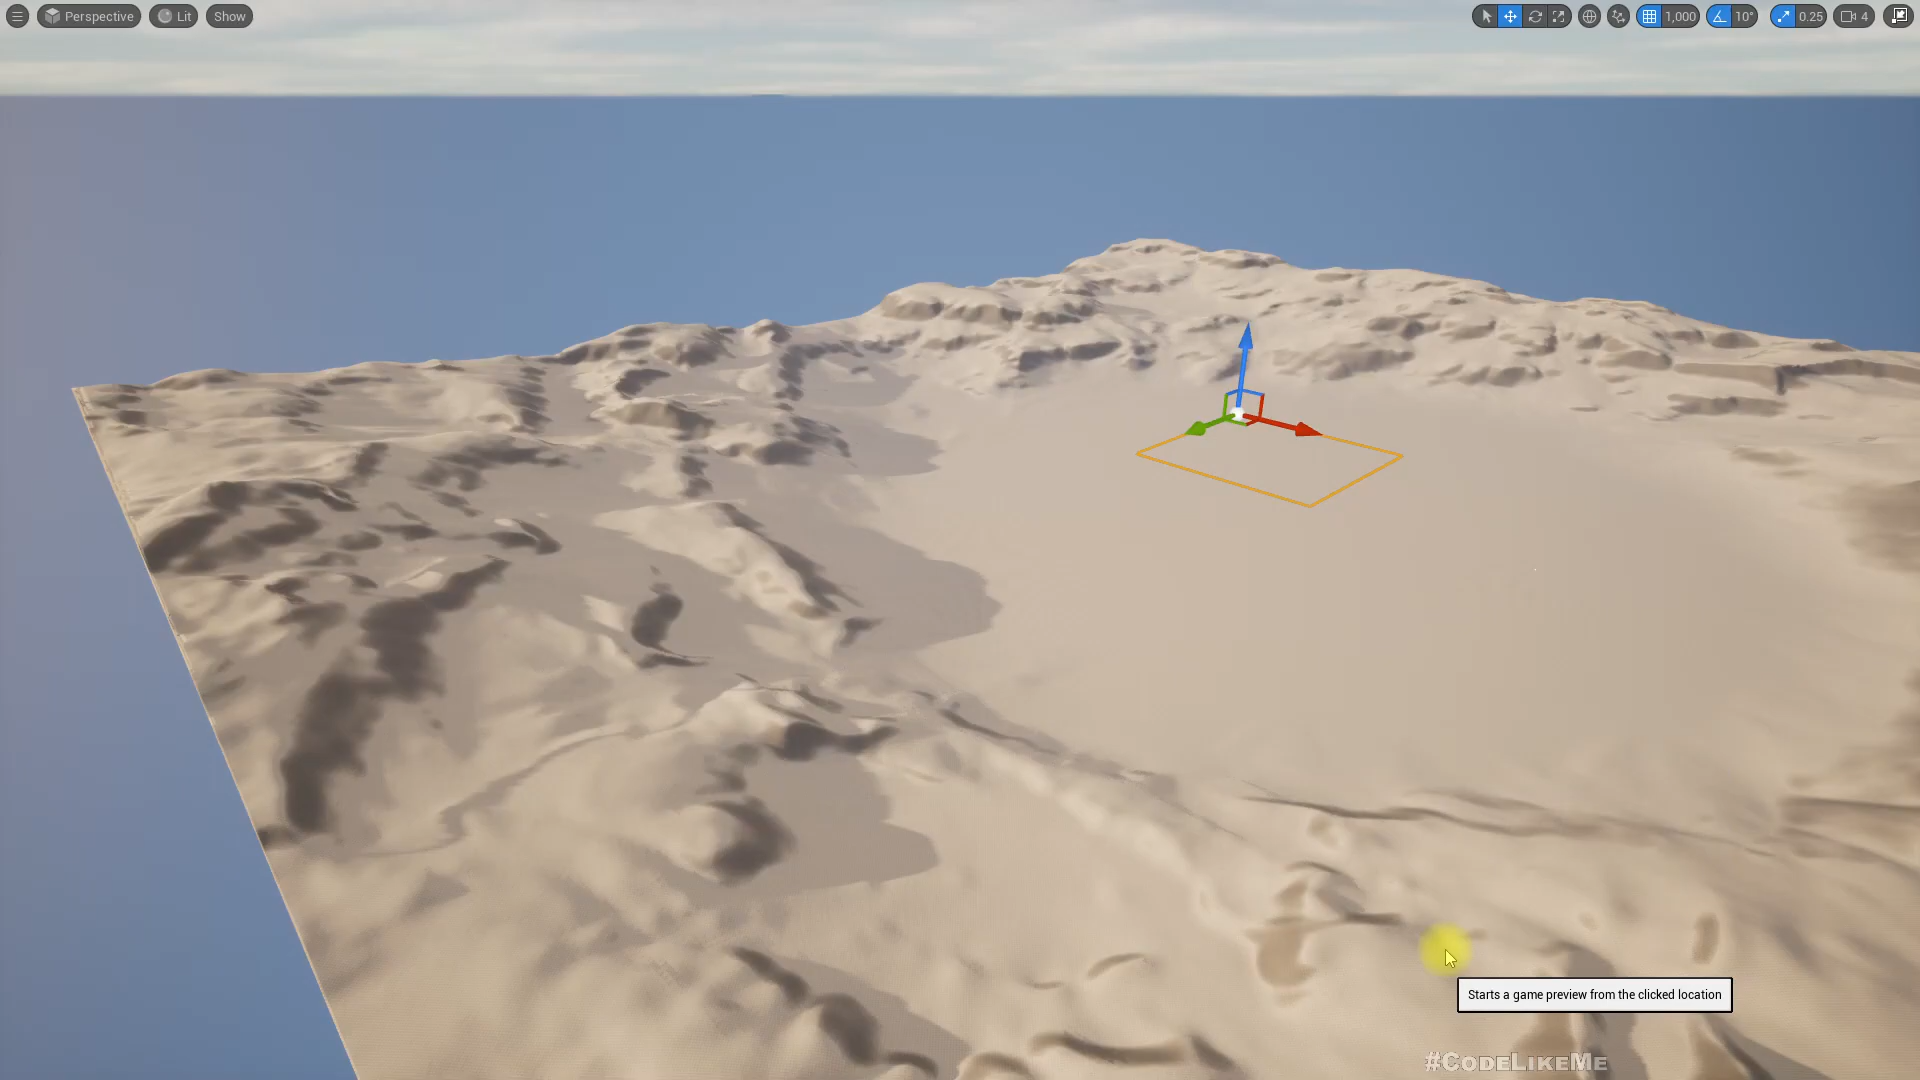 Perspective
Lit
Show
1,000
10°
0.25
4
Starts a game preview from the clicked location
#CodeLikeMe